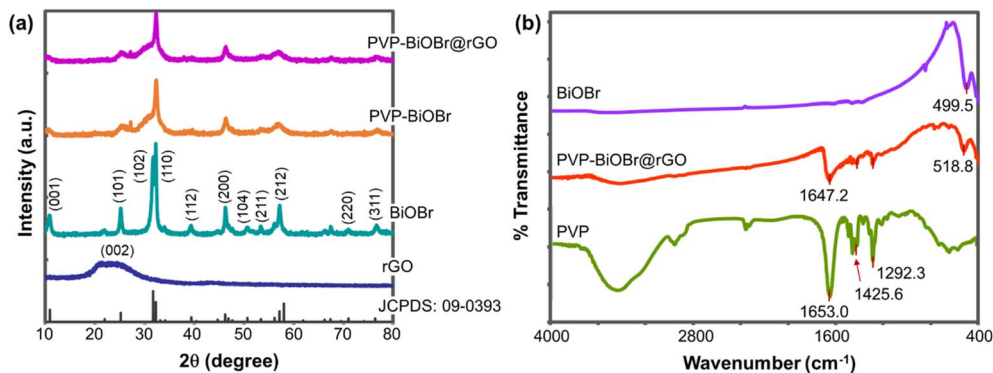 (a)
Intensity (a.u.)
PVP-BiOBr@rGO
PVP-BiOBr
(001)
(101)
(102)
(110)
(112)
(200)
(104)
(211)
(212)
(220)
(311)
BiOBr
(002)
rGO
JCPDS: 09-0393
10 20 30 40 50 60 70 80
2θ (degree)
(b)
% Transmittance
BiOBr
499.5
PVP-BiOBr@rGO
1647.2
518.8
PVP
1292.3
1425.6
1653.0
4000 2800 1600 400
Wavenumber (cm⁻¹)